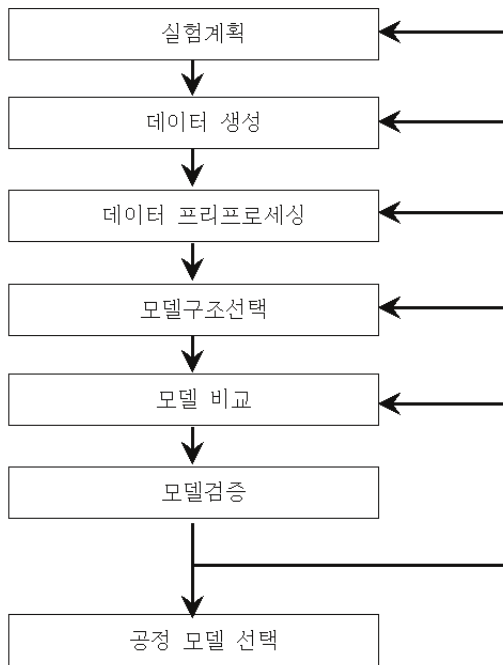 실험계획
데이터 생성
데이터 프리프로세싱
모델구조선택
모델 비교
모델검증
공정 모델 선택